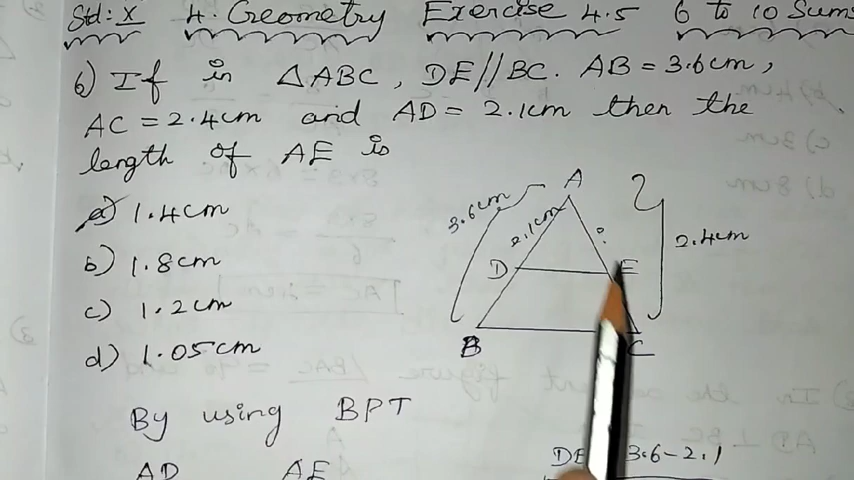 Std: X 4. Geometry Exercise 4.5 6 to 10 Sums
6) If in △ABC, DE//BC. AB = 3.6cm,
AC = 2.4cm and AD = 2.1cm then the
length of AE is
a) 1.4cm
b) 1.8cm
c) 1.2cm
d) 1.05cm
A
3.6cm
2.1cm
?
2.4cm
D
E
B
C
By using BPT
AD AE
3.6-2.1